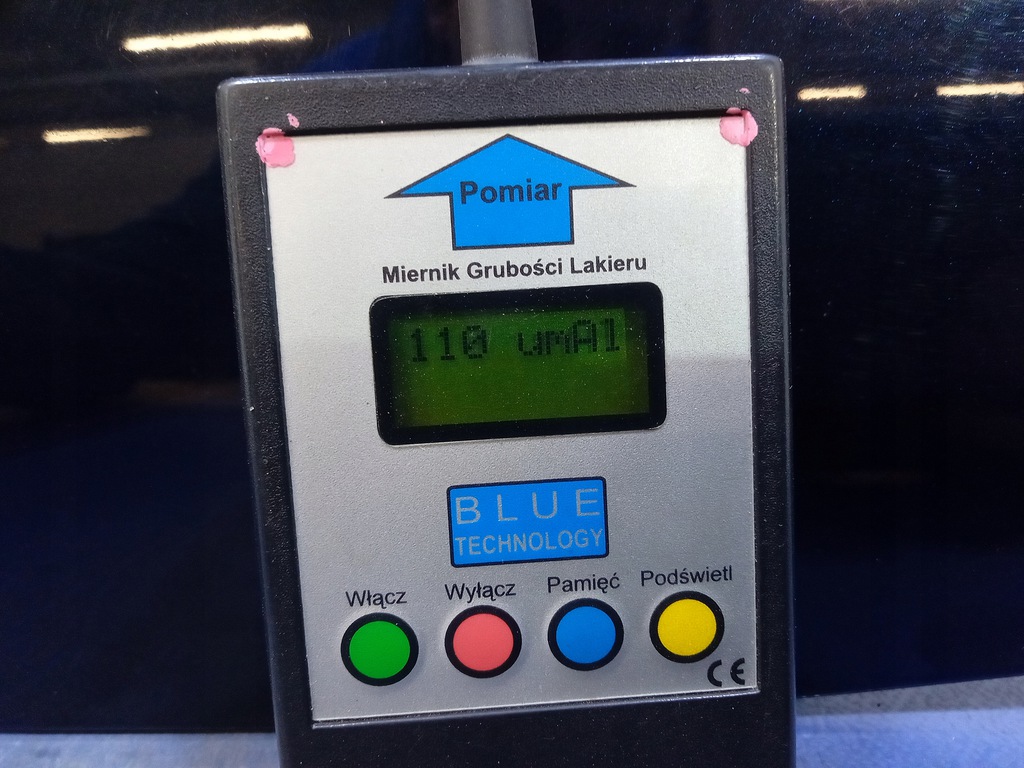 Pomiar
Miernik Grubości Lakieru
110 umAl
BLUE
TECHNOLOGY
Włącz Wyłącz Pamięć Podświetl
CE